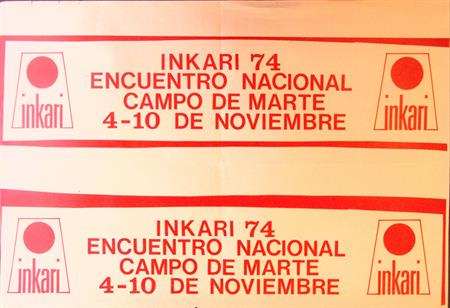 INKARI 74
ENCUENTRO NACIONAL
CAMPO DE MARTE
4-10 DE NOVIEMBRE
inkari
inkari
INKARI 74
ENCUENTRO NACIONAL
CAMPO DE MARTE
4-10 DE NOVIEMBRE
inkari
inkari